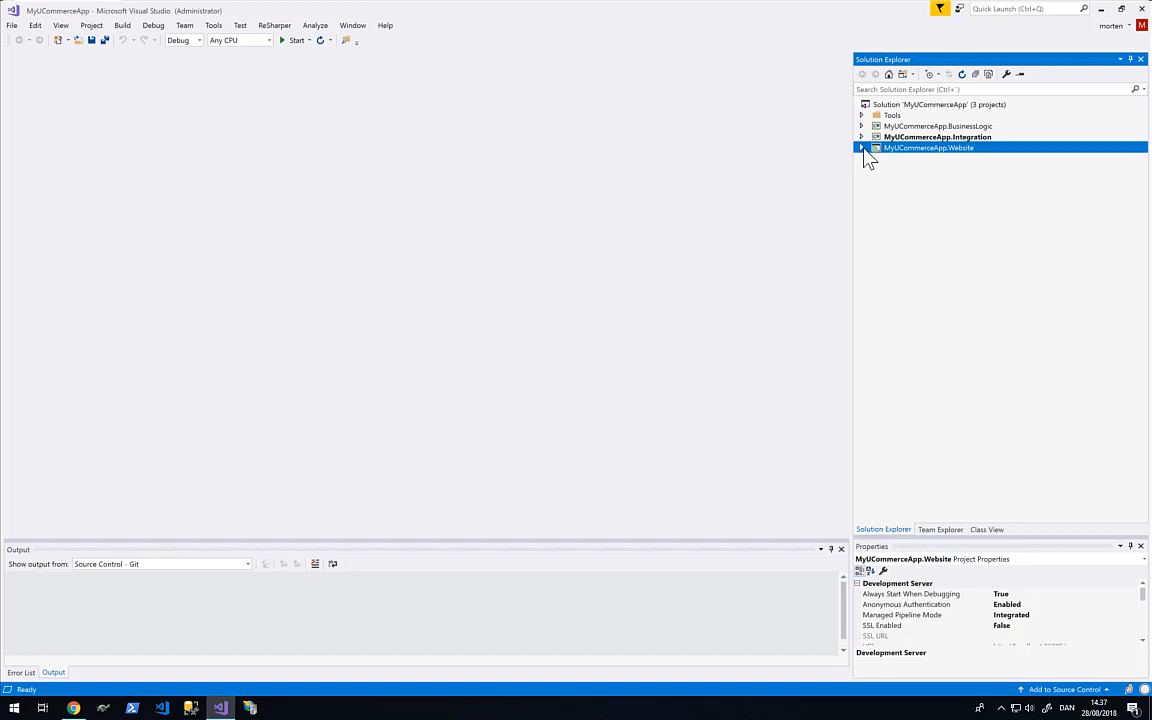 MyUCommerceApp - Microsoft Visual Studio (Administrator)
Quick Launch (Ctrl+Q)
File Edit View Project Build Debug Team Tools Test ReSharper Analyze Window Help
morten M
Debug Any CPU Start
Solution Explorer
Search Solution Explorer (Ctrl+¨)
Solution 'MyUCommerceApp' (3 projects)
Tools
MyUCommerceApp.BusinessLogic
MyUCommerceApp.Integration
MyUCommerceApp.Website
Solution Explorer Team Explorer Class View
Output
Show output from: Source Control - Git
Properties
MyUCommerceApp.Website Project Properties
Development Server
Always Start When Debugging True
Anonymous Authentication Enabled
Managed Pipeline Mode Integrated
SSL Enabled False
SSL URL
Development Server
Error List Output
Ready
Add to Source Control
DAN
14.37
28/08/2018